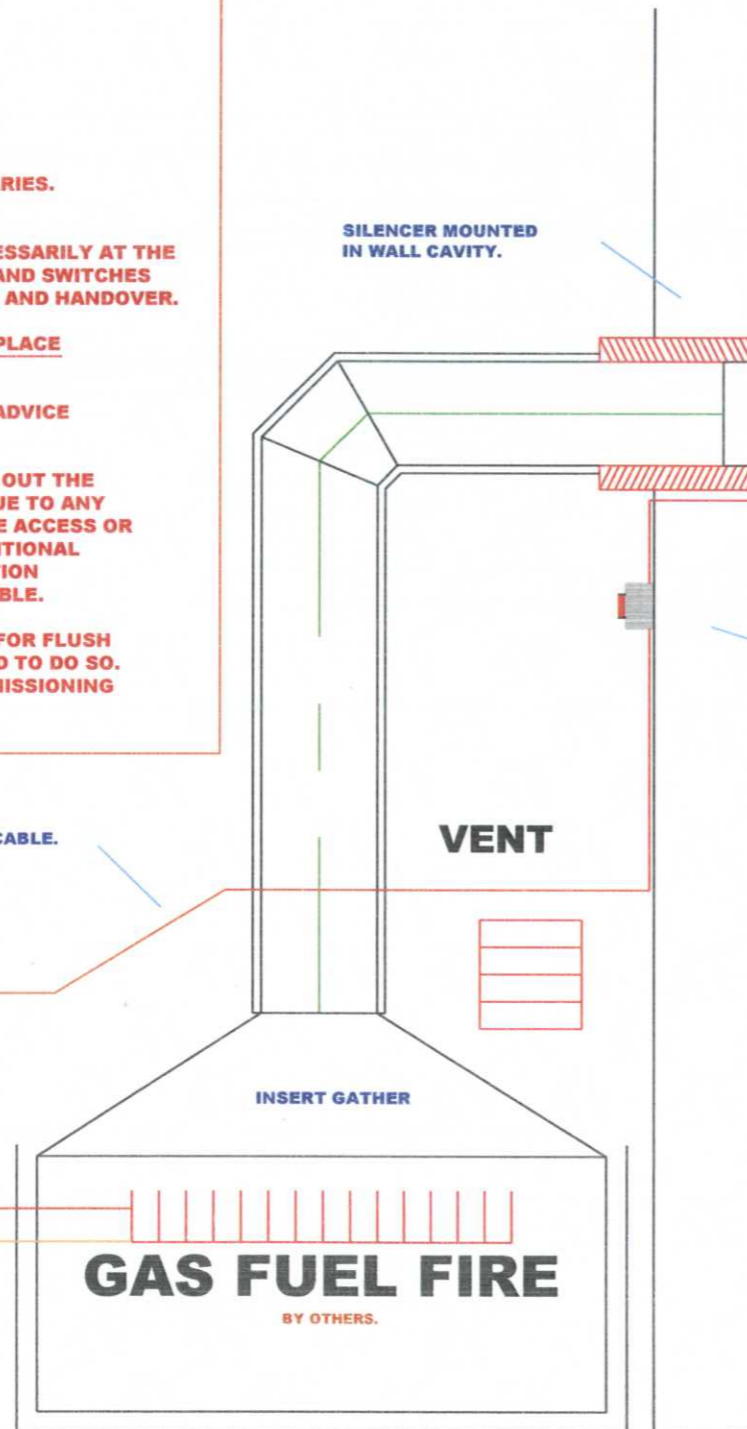 RIES.
ESSARILY AT THE
AND SWITCHES
AND HANDOVER.
PLACE
ADVICE
OUT THE
UE TO ANY
E ACCESS OR
ITIONAL
TION
BLE.
FOR FLUSH
D TO DO SO.
MISSIONING
SILENCER MOUNTED
IN WALL CAVITY.
CABLE.
VENT
INSERT GATHER
GAS FUEL FIRE
BY OTHERS.